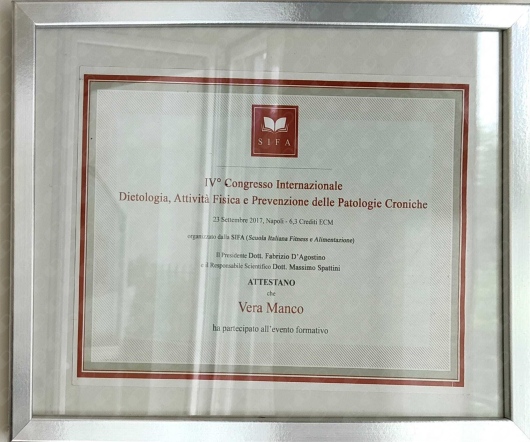 SIFA
IV° Congresso Internazionale
Dietologia, Attività Fisica e Prevenzione delle Patologie Croniche
23 Settembre 2017, Napoli - 6,3 Crediti ECM
organizzato dalla SIFA (Scuola Italiana Fitness e Alimentazione)
Il Presidente Dott. Fabrizio D'Agostino
e il Responsabile Scientifico Dott. Massimo Spattini
ATTESTANO
che
Vera Manco
ha partecipato all'evento formativo